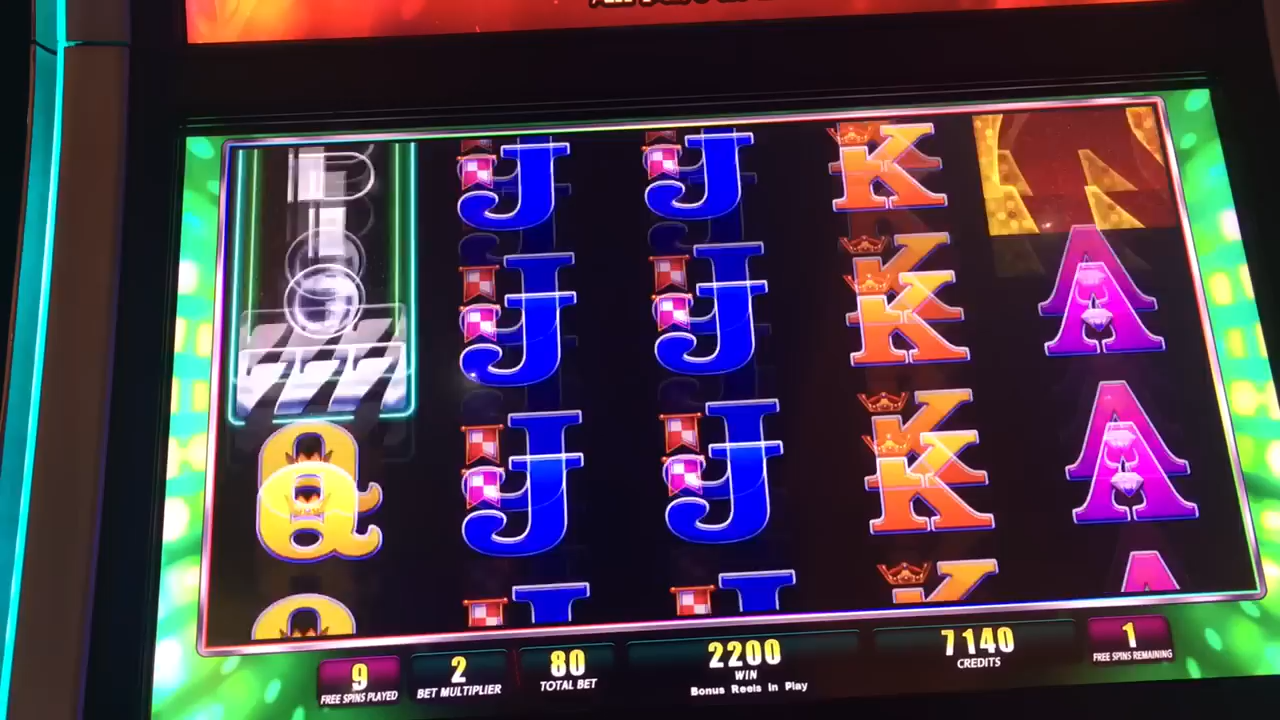 J J K
J J K A
777
Q J J K A
J J K A
9
FREE SPINS PLAYED
2
BET MULTIPLIER
80
TOTAL BET
2200
WIN
Bonus Reels In Play
7140
CREDITS
1
FREE SPINS REMAINING